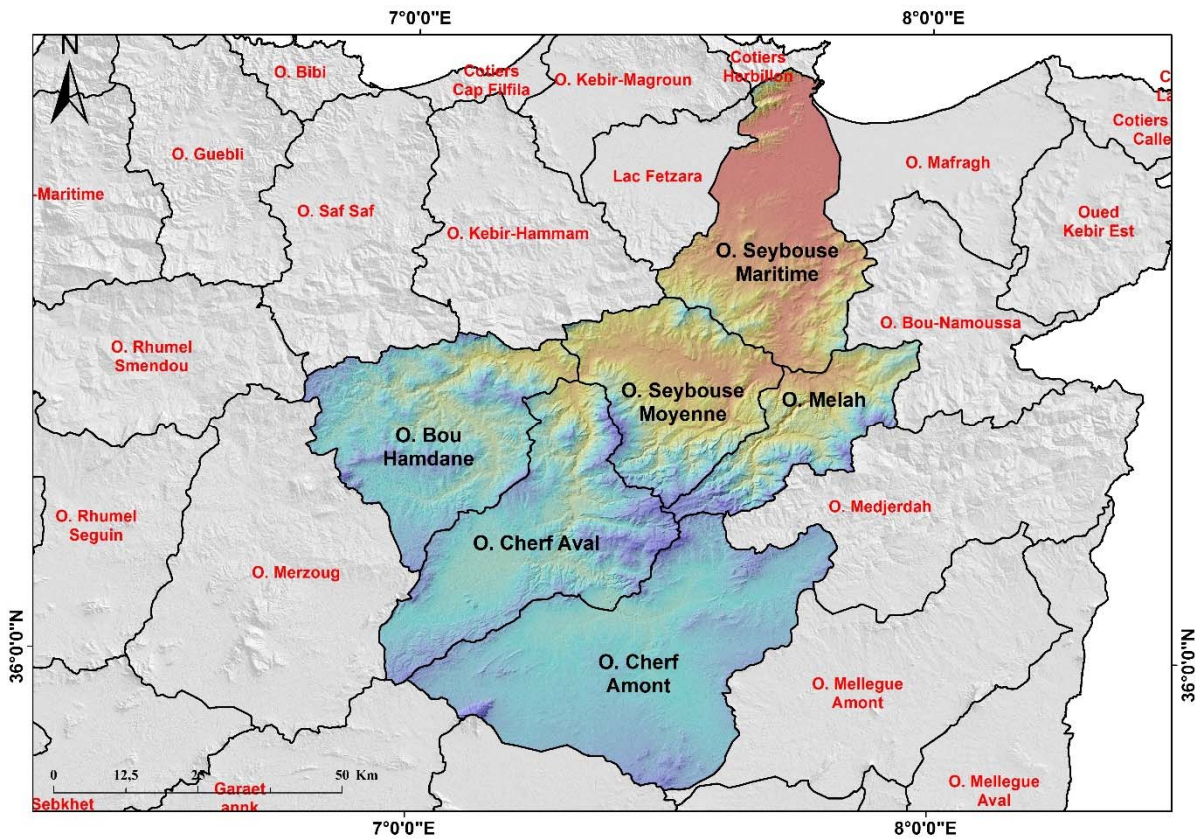 7°0'0"E
8°0'0"E
N
O. Bibi
Cotiers
Cap Filfila
O. Kebir-Magroun
Cotiers
Herbillon
C
La
Cotiers
Calle
O. Guebli
-Maritime
O. Saf Saf
O. Kebir-Hammam
Lac Fetzara
O. Mafragh
Oued
Kebir Est
O. Seybouse
Maritime
O. Bou-Namoussa
O. Rhumel
Smendou
O. Seybouse
Moyenne
O. Melah
O. Bou
Hamdane
O. Rhumel
Seguin
O. Medjerdah
O. Cherf Aval
O. Merzoug
36°0'0"N
36°0'0"N
O. Cherf
Amont
O. Mellegue
Amont
0 12,5 25 50 Km
Sebkhet
Garaet
O. Mellegue
Aval
7°0'0"E
8°0'0"E